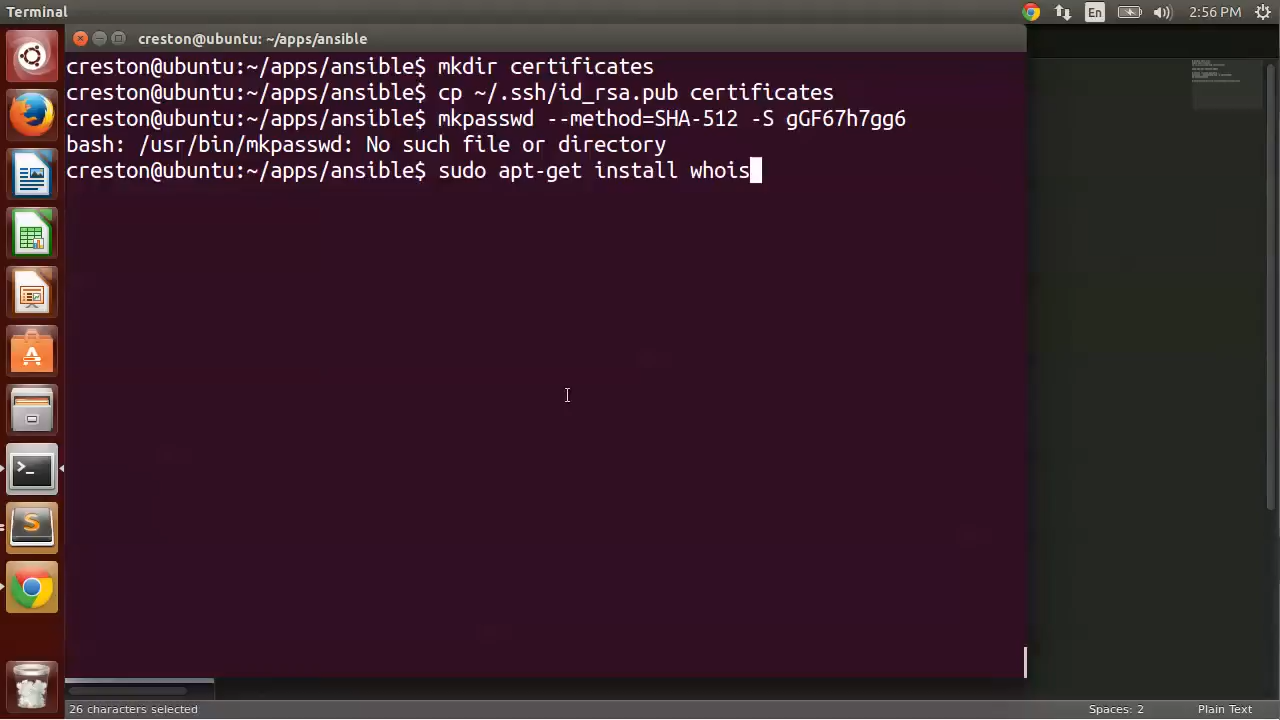 Terminal
En
2:56 PM
creston@ubuntu: ~/apps/ansible
creston@ubuntu:~/apps/ansible$ mkdir certificates
creston@ubuntu:~/apps/ansible$ cp ~/.ssh/id_rsa.pub certificates
creston@ubuntu:~/apps/ansible$ mkpasswd --method=SHA-512 -S gGF67h7gg6
bash: /usr/bin/mkpasswd: No such file or directory
creston@ubuntu:~/apps/ansible$ sudo apt-get install whois
26 characters selected
Spaces: 2
Plain Text